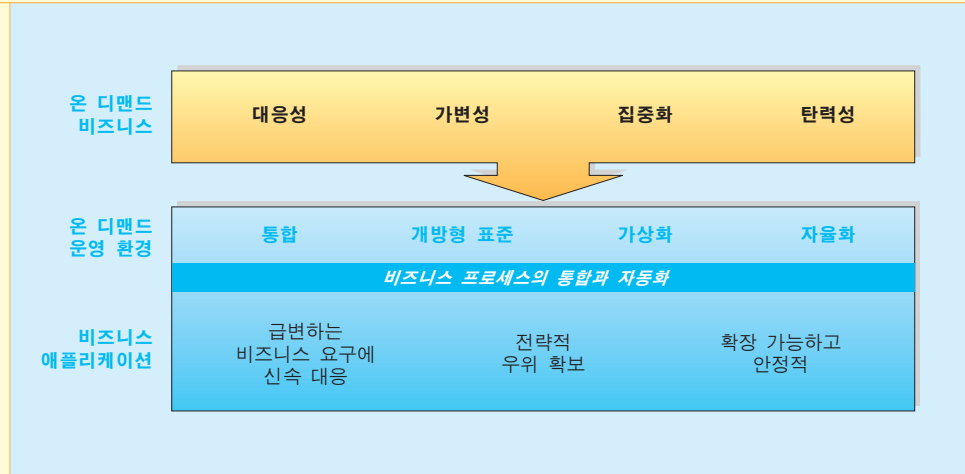 온 디맨드
비즈니스
대응성 가변성 집중화 탄력성
온 디맨드
운영 환경
통합 개방형 표준 가상화 자율화
비즈니스 프로세스의 통합과 자동화
비즈니스
애플리케이션
급변하는
비즈니스 요구에
신속 대응
전략적
우위 확보
확장 가능하고
안정적